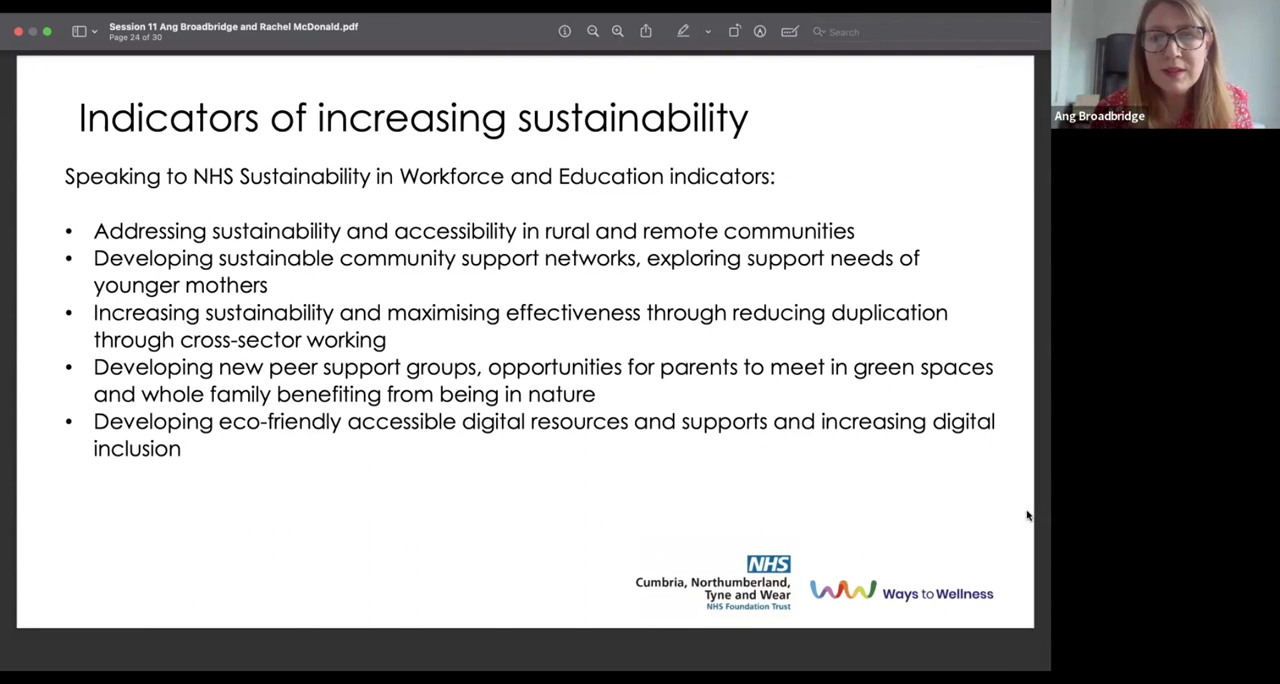 Session 11 Ang Broadbridge and Rachel McDonald.pdf
Page 24 of 30
Search
Ang Broadbridge
Indicators of increasing sustainability
Speaking to NHS Sustainability in Workforce and Education indicators:
• Addressing sustainability and accessibility in rural and remote communities
• Developing sustainable community support networks, exploring support needs of
younger mothers
• Increasing sustainability and maximising effectiveness through reducing duplication
through cross-sector working
• Developing new peer support groups, opportunities for parents to meet in green spaces
and whole family benefiting from being in nature
• Developing eco-friendly accessible digital resources and supports and increasing digital
inclusion
NHS
Cumbria, Northumberland,
Tyne and Wear
NHS Foundation Trust
Ways to Wellness